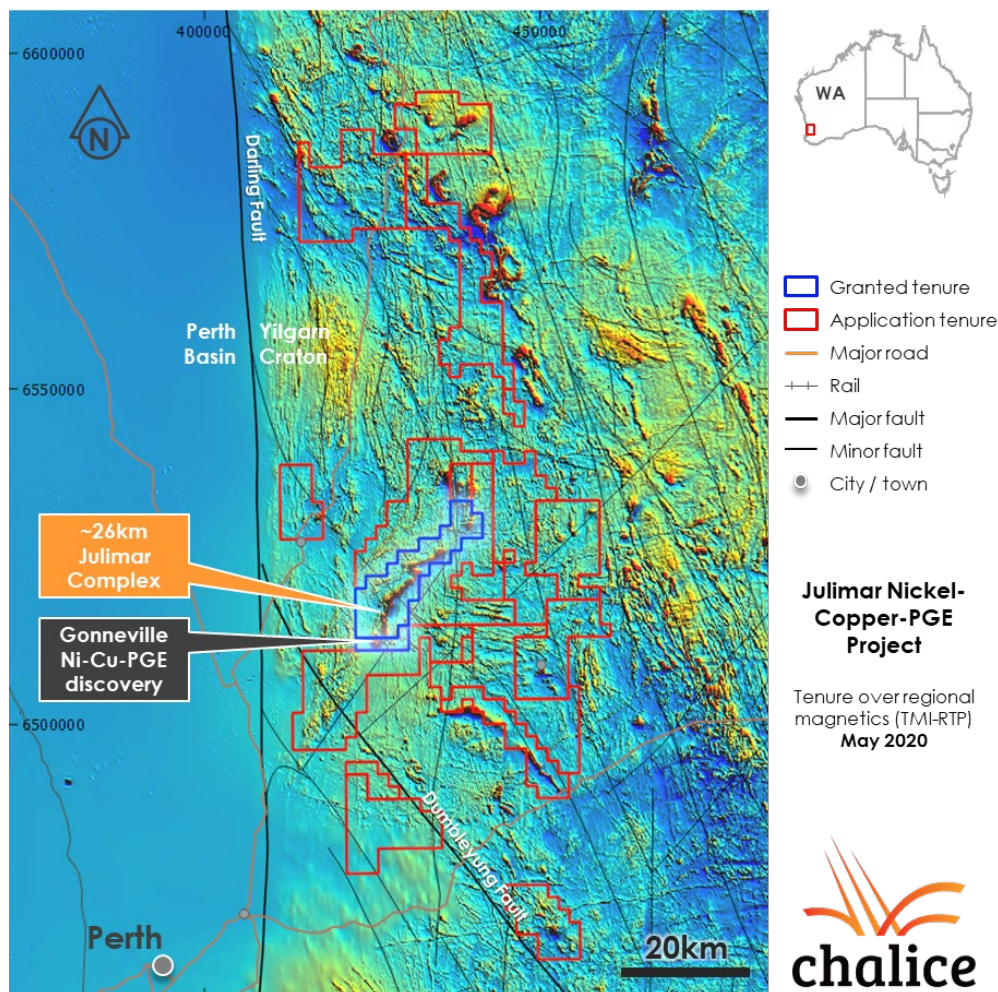 400000
450000
6600000
N
Darling Fault
Perth Yilgarn
Basin Craton
6550000
~26km
Julimar
Complex
Gonneville
Ni-Cu-PGE
discovery
6500000
Dumbleyung Fault
Perth
20km
WA
Granted tenure
Application tenure
Major road
Rail
Major fault
Minor fault
City / town
Julimar Nickel-
Copper-PGE
Project
Tenure over regional
magnetics (TMI-RTP)
May 2020
chalice